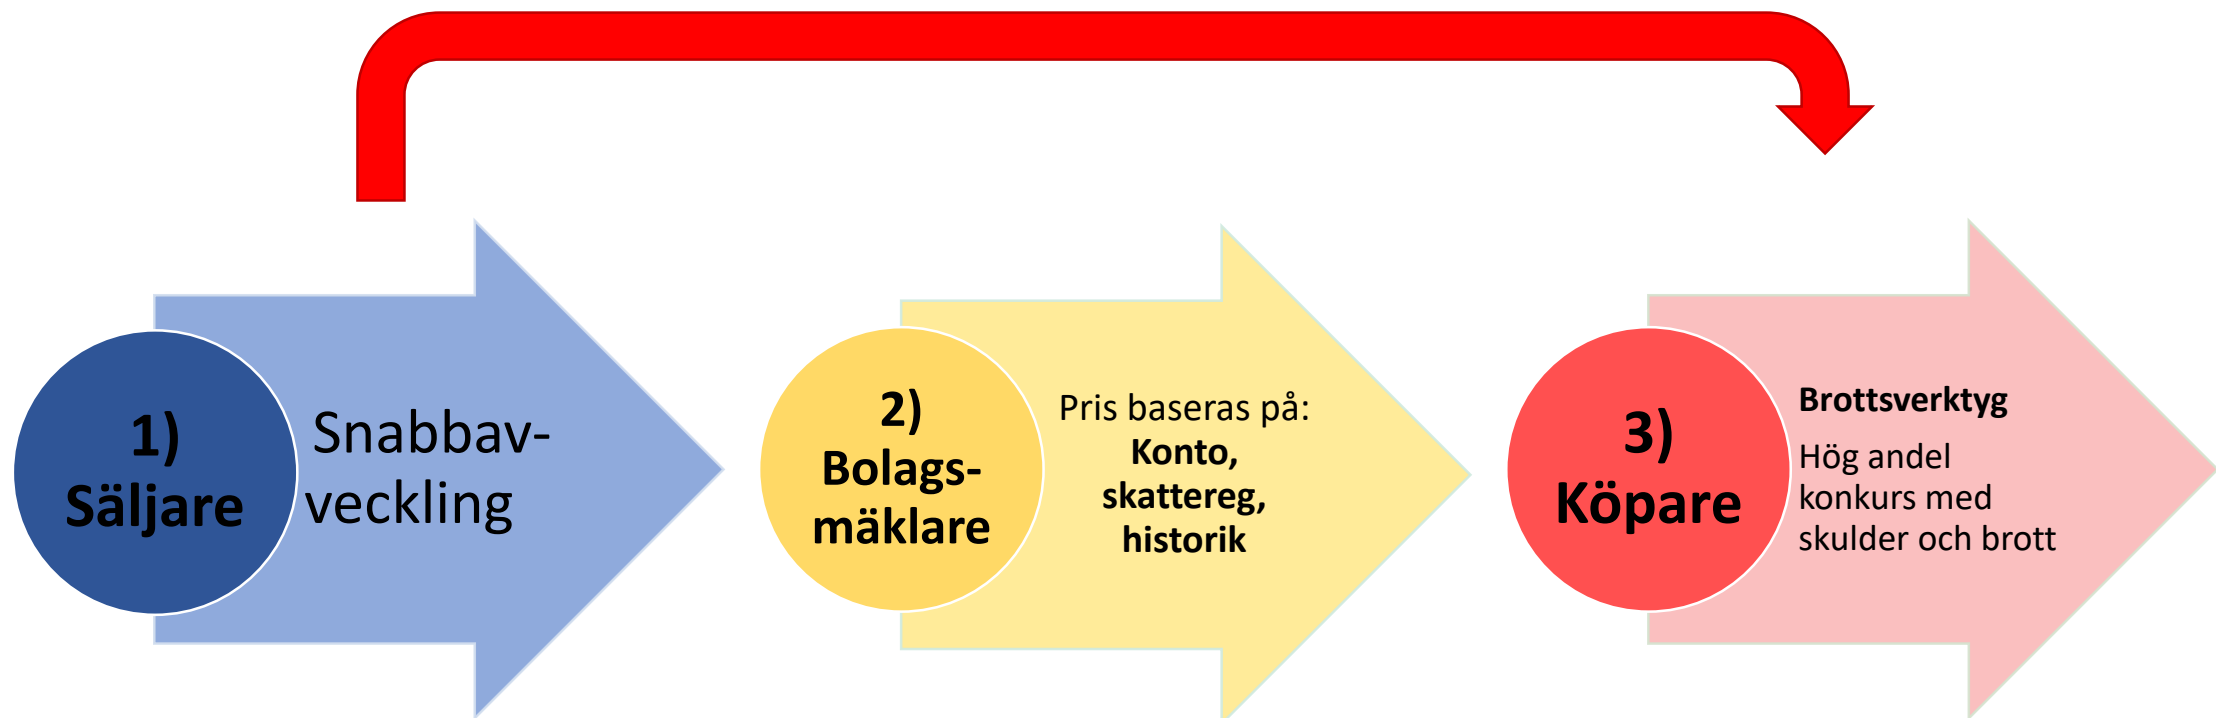 1)
Säljare
Snabbav-
veckling
2)
Bolags-
mäklare
Pris baseras på:
Konto,
skattereg,
historik
3)
Köpare
Brottsverktyg
Hög andel
konkurs med
skulder och brott